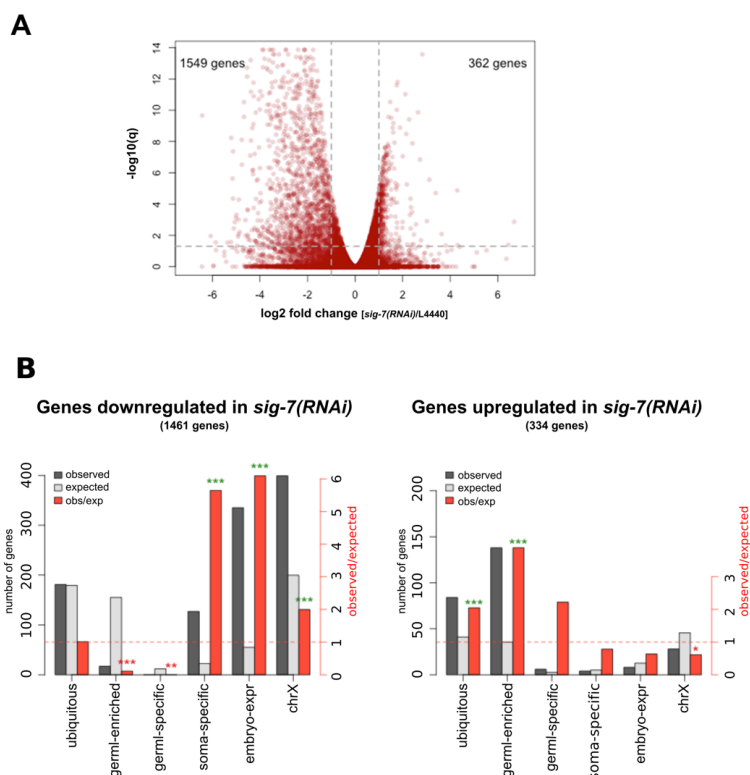 A
1549 genes
362 genes
-log10(q)
14
12
10
8
6
4
2
0
-6
-4
-2
0
2
4
6
log2 fold change [sig-7(RNAi)/L4440]
B
Genes downregulated in sig-7(RNAi)
(1461 genes)
observed
expected
obs/exp
number of genes
400
300
200
100
0
***
**
***
***
***
6
5
4
3
2
1
0
observed/expected
ubiquitous
germl-enriched
germl-specific
soma-specific
embryo-expr
chrX
Genes upregulated in sig-7(RNAi)
(334 genes)
observed
expected
obs/exp
number of genes
200
150
100
50
0
***
***
*
3
2
1
0
observed/expected
ubiquitous
germl-enriched
germl-specific
soma-specific
embryo-expr
chrX